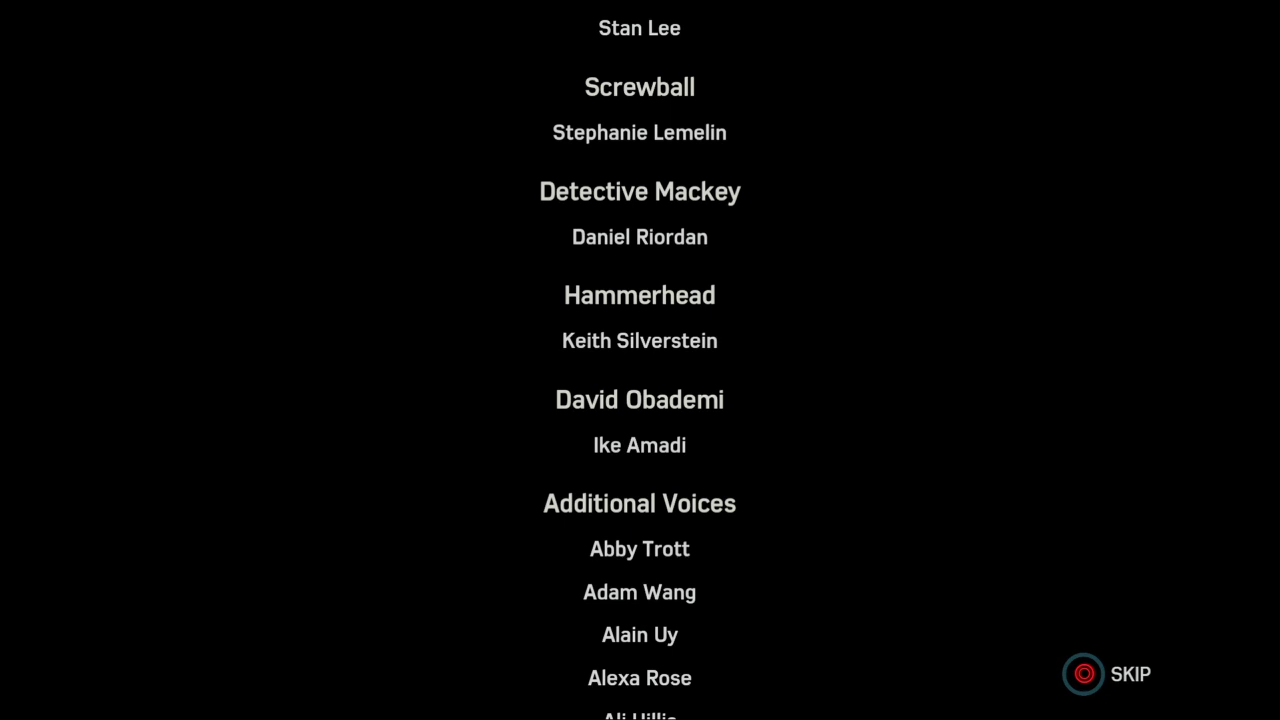 Stan Lee
Screwball
Stephanie Lemelin
Detective Mackey
Daniel Riordan
Hammerhead
Keith Silverstein
David Obademi
Ike Amadi
Additional Voices
Abby Trott
Adam Wang
Alain Uy
Alexa Rose
SKIP